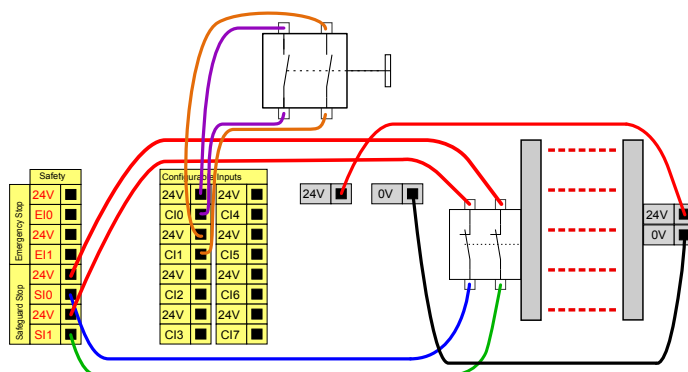 Safety
Emergency Stop
24V
EI0
24V
EI1
Safeguard Stop
24V
SI0
24V
SI1
Configurable Inputs
24V 24V
CI0 CI4
24V 24V
CI1 CI5
24V 24V
CI2 CI6
24V 24V
CI3 CI7
24V 0V
24V
0V